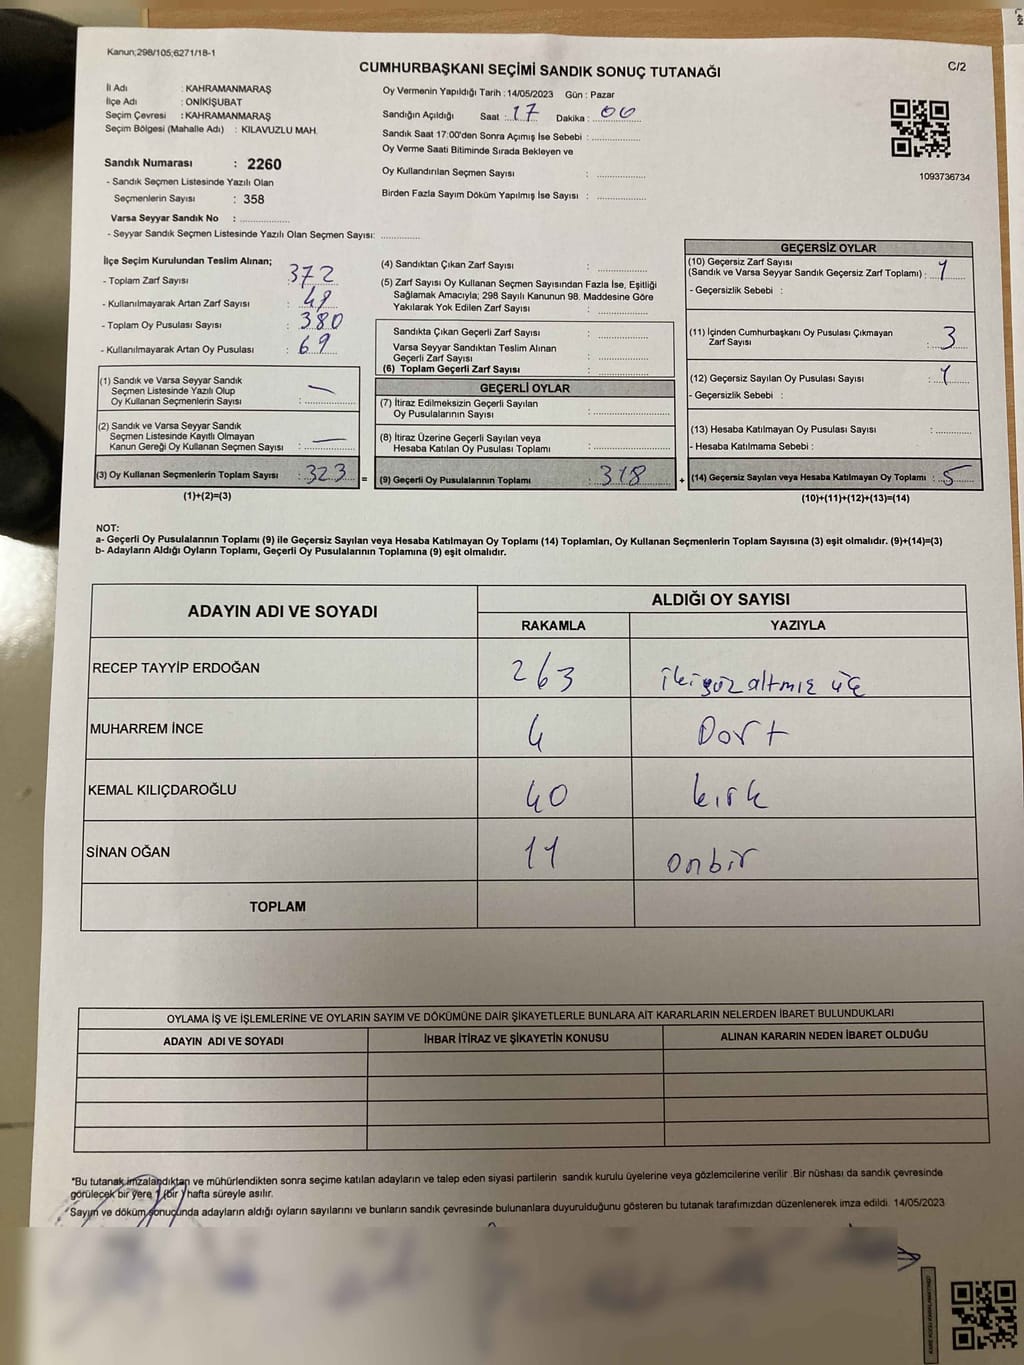 Kanun;298/105;6271/18-1
C/2
CUMHURBAŞKANI SEÇİMİ SANDIK SONUÇ TUTANAĞI
İl Adı : KAHRAMANMARAŞ
İlçe Adı : ONİKİŞUBAT
Seçim Çevresi : KAHRAMANMARAŞ
Seçim Bölgesi (Mahalle Adı) : KILAVUZLU MAH.
Sandık Numarası : 2260
- Sandık Seçmen Listesinde Yazılı Olan
Seçmenlerin Sayısı : 358
Varsa Seyyar Sandık No : ....................
- Seyyar Sandık Seçmen Listesinde Yazılı Olan Seçmen Sayısı: ................
Oy Vermenin Yapıldığı Tarih : 14/05/2023 Gün : Pazar
Sandığın Açıldığı Saat : 17 Dakika : 00
Sandık Saat 17:00'den Sonra Açımış İse Sebebi : ....................
Oy Verme Saati Bitiminde Sırada Bekleyen ve
Oy Kullandırılan Seçmen Sayısı : ....................
Birden Fazla Sayım Döküm Yapılmış İse Sayısı : ....................
1093736734
İlçe Seçim Kurulundan Teslim Alınan;
- Toplam Zarf Sayısı : 372
- Kullanılmayarak Artan Zarf Sayısı : 49
- Toplam Oy Pusulası Sayısı : 380
- Kullanılmayarak Artan Oy Pusulası : 69
(1) Sandık ve Varsa Seyyar Sandık
Seçmen Listesinde Yazılı Olup
Oy Kullanan Seçmenlerin Sayısı : —
(2) Sandık ve Varsa Seyyar Sandık
Seçmen Listesinde Kayıtlı Olmayan
Kanun Gereği Oy Kullanan Seçmen Sayısı : —
(3) Oy Kullanan Seçmenlerin Toplam Sayısı : 323 =
(1)+(2)=(3)
(4) Sandıktan Çıkan Zarf Sayısı : ....................
(5) Zarf Sayısı Oy Kullanan Seçmen Sayısından Fazla İse, Eşitliği
Sağlamak Amacıyla; 298 Sayılı Kanunun 98. Maddesine Göre
Yakılarak Yok Edilen Zarf Sayısı : ....................
Sandıkta Çıkan Geçerli Zarf Sayısı : ....................
Varsa Seyyar Sandıktan Teslim Alınan
Geçerli Zarf Sayısı : ....................
(6) Toplam Geçerli Zarf Sayısı : ....................
GEÇERLİ OYLAR
(7) İtiraz Edilmeksizin Geçerli Sayılan
Oy Pusulalarının Sayısı : ....................
(8) İtiraz Üzerine Geçerli Sayılan veya
Hesaba Katılan Oy Pusulası Toplamı : ....................
(9) Geçerli Oy Pusulalarının Toplamı : 318 +
GEÇERSİZ OYLAR
(10) Geçersiz Zarf Sayısı
(Sandık ve Varsa Seyyar Sandık Geçersiz Zarf Toplamı) : 1
- Geçersizlik Sebebi :
(11) İçinden Cumhurbaşkanı Oy Pusulası Çıkmayan
Zarf Sayısı : 3
(12) Geçersiz Sayılan Oy Pusulası Sayısı : 1
- Geçersizlik Sebebi :
(13) Hesaba Katılmayan Oy Pusulası Sayısı : ................
- Hesaba Katılmama Sebebi :
(14) Geçersiz Sayılan veya Hesaba Katılmayan Oy Toplamı : 5
(10)+(11)+(12)+(13)=(14)
NOT:
a- Geçerli Oy Pusulalarının Toplamı (9) ile Geçersiz Sayılan veya Hesaba Katılmayan Oy Toplamı (14) Toplamları, Oy Kullanan Seçmenlerin Toplam Sayısına (3) eşit olmalıdır. (9)+(14)=(3)
b- Adayların Aldığı Oyların Toplamı, Geçerli Oy Pusulalarının Toplamına (9) eşit olmalıdır.
ADAYIN ADI VE SOYADI ALDIĞI OY SAYISI
RAKAMLA YAZIYLA
RECEP TAYYİP ERDOĞAN 263 ikiyüz altmış üç
MUHARREM İNCE 4 Dört
KEMAL KILIÇDAROĞLU 40 kırk
SİNAN OĞAN 11 onbir
TOPLAM
OYLAMA İŞ VE İŞLEMLERİNE VE OYLARIN SAYIM VE DÖKÜMÜNE DAİR ŞİKAYETLERLE BUNLARA AİT KARARLARIN NELERDEN İBARET BULUNDUKLARI
ADAYIN ADI VE SOYADI İHBAR İTİRAZ VE ŞİKAYETİN KONUSU ALINAN KARARIN NEDEN İBARET OLDUĞU
*Bu tutanak imzalandıktan ve mühürlendikten sonra seçime katılan adayların ve talep eden siyasi partilerin sandık kurulu üyelerine veya gözlemcilerine verilir .Bir nüshası da sandık çevresinde
görülecek bir yere 1 (bir) hafta süreyle asılır.
*Sayım ve döküm sonucunda adayların aldığı oyların sayılarını ve bunların sandık çevresinde bulunanlara duyurulduğunu gösteren bu tutanak tarafımızdan düzenlenerek imza edildi. 14/05/2023